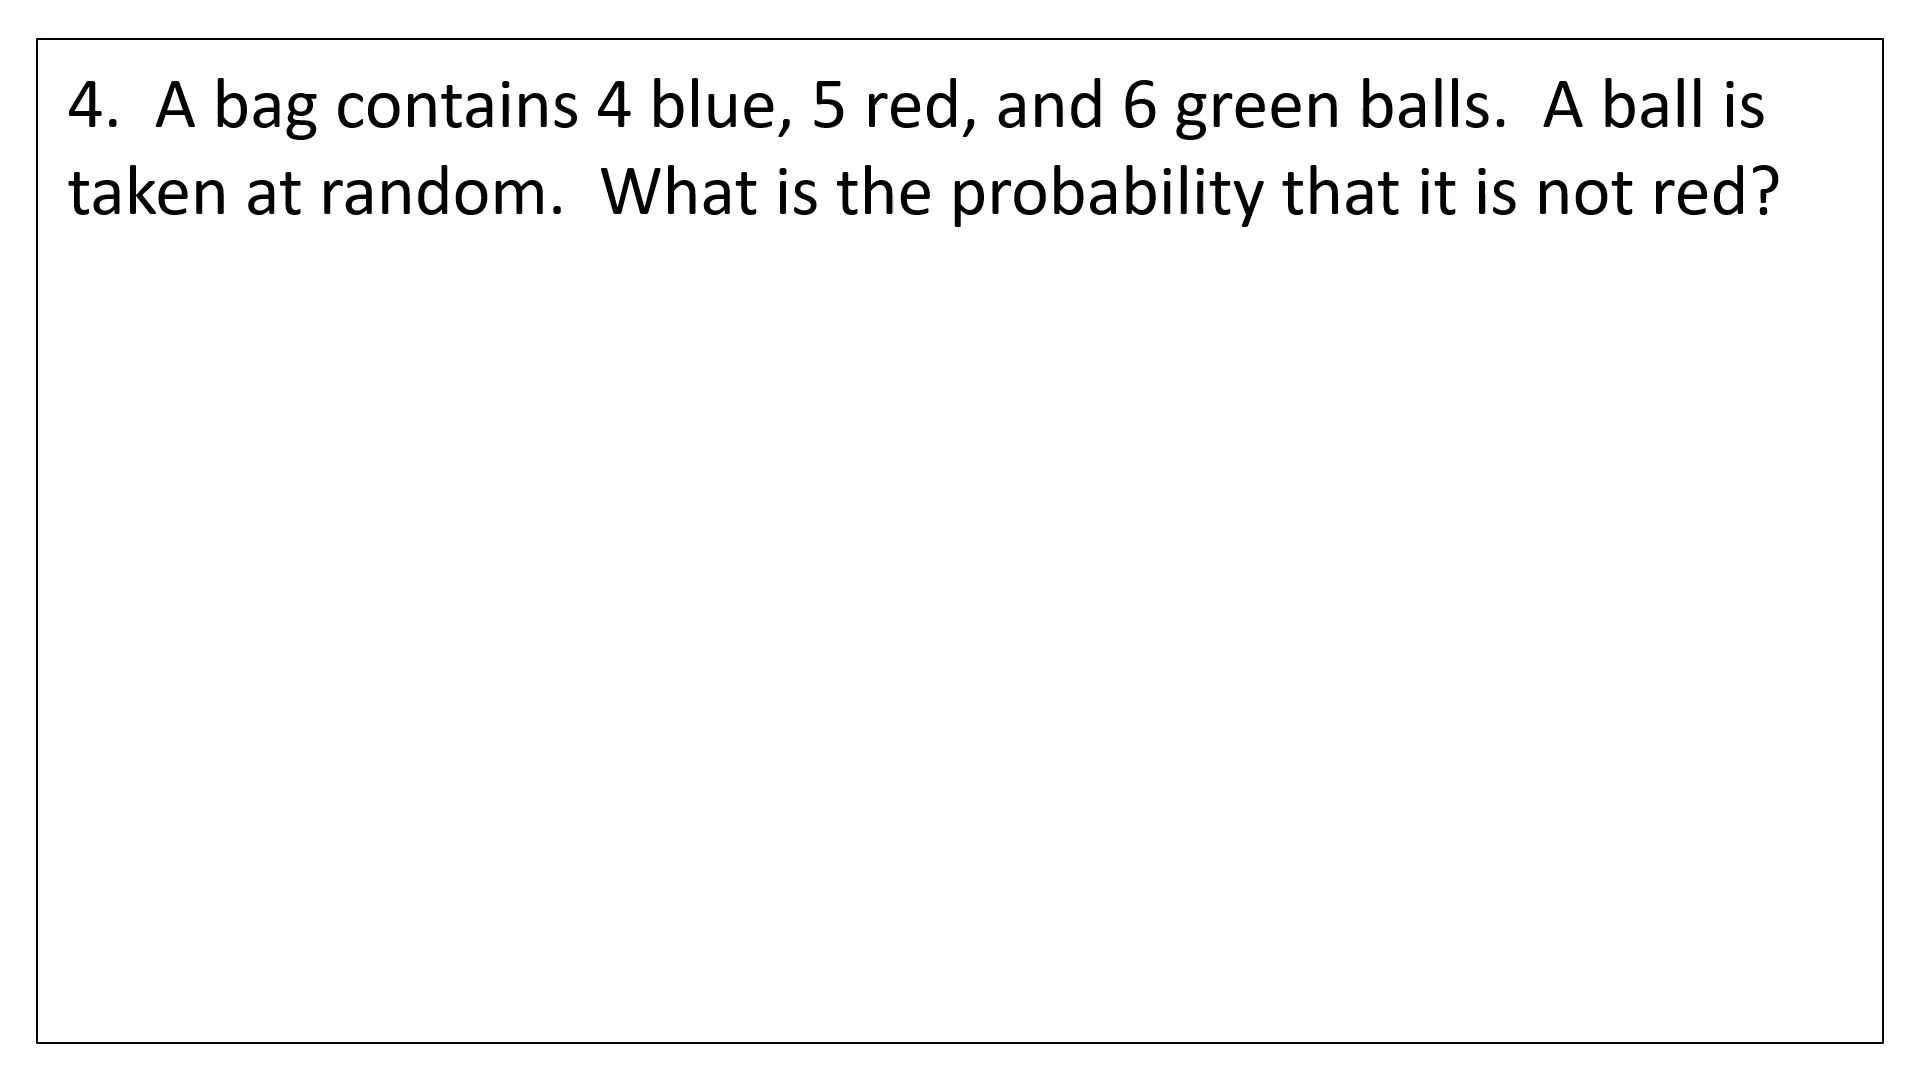 4.  A bag contains 4 blue, 5 red, and 6 green balls.  A ball is
taken at random.  What is the probability that it is not red?